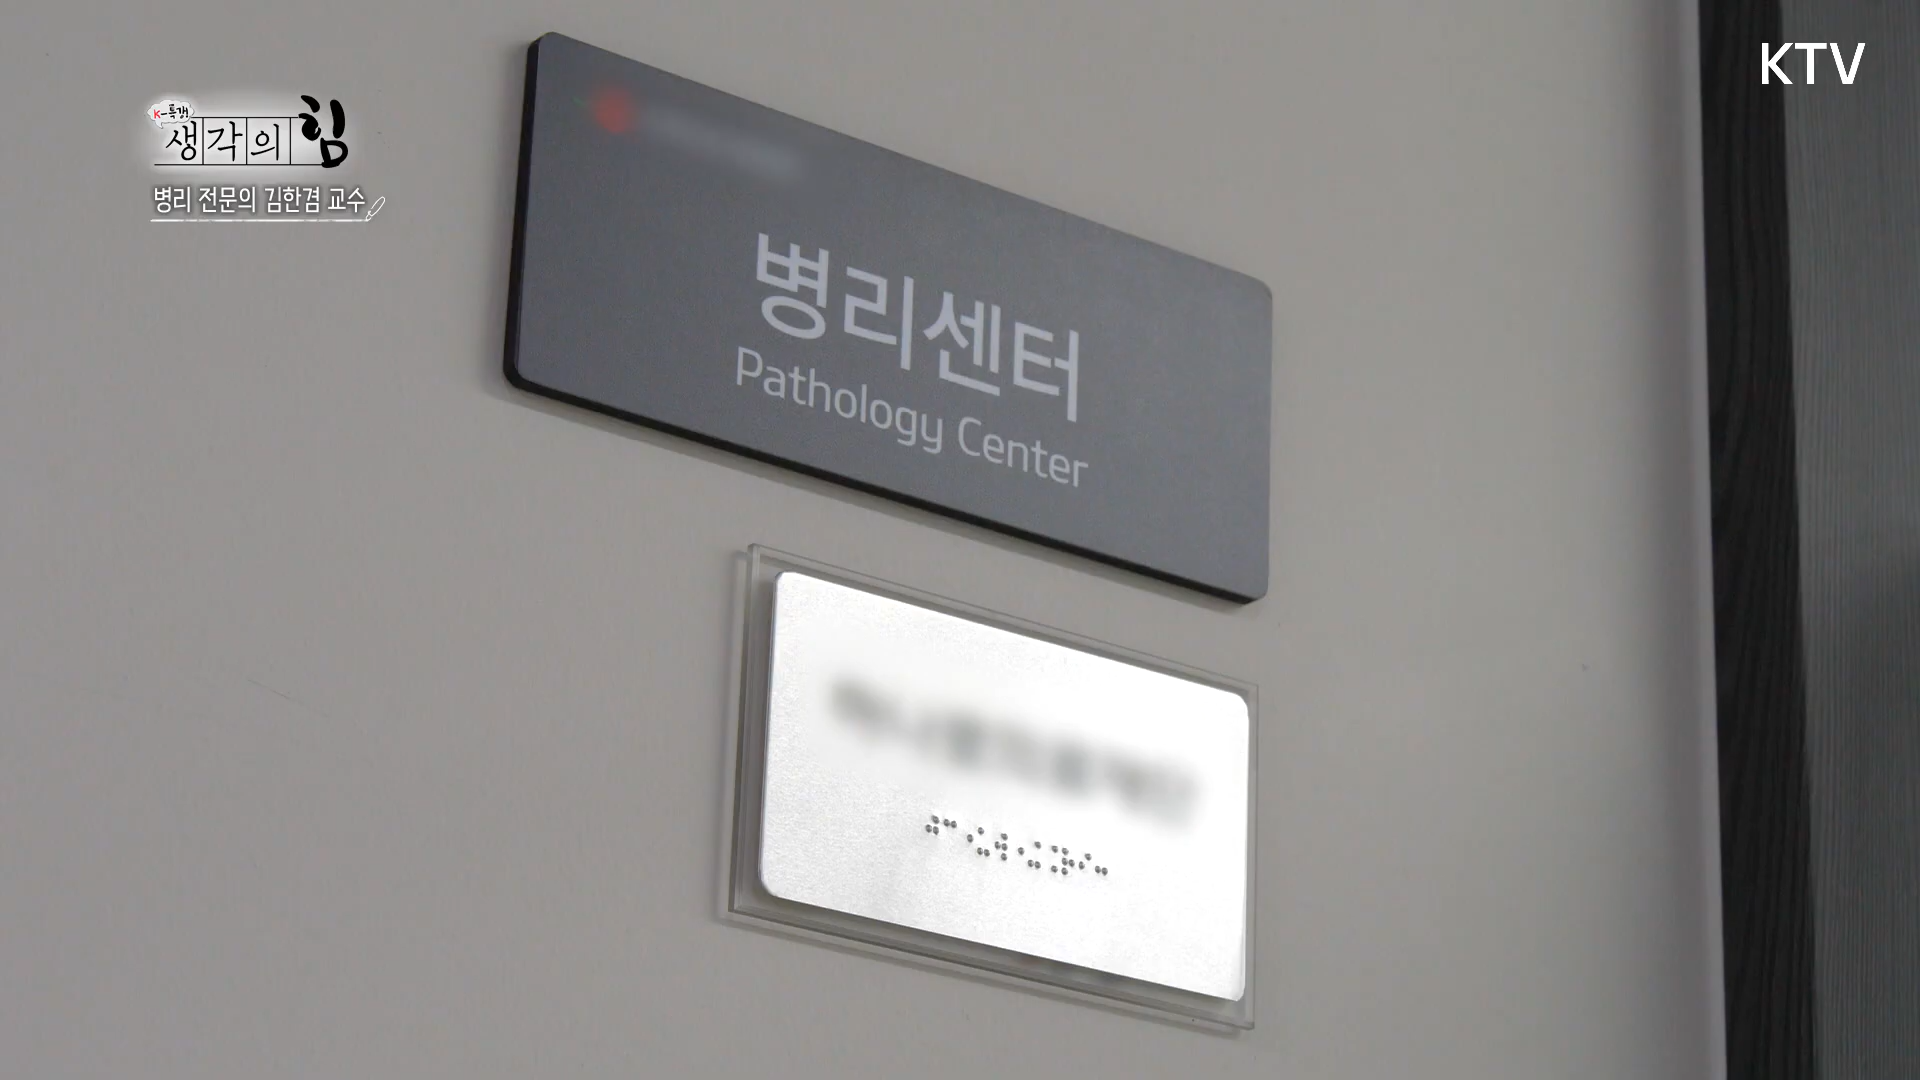 K-특강
생각의 힘
병리 전문의 김한겸 교수
KTV
병리센터
Pathology Center